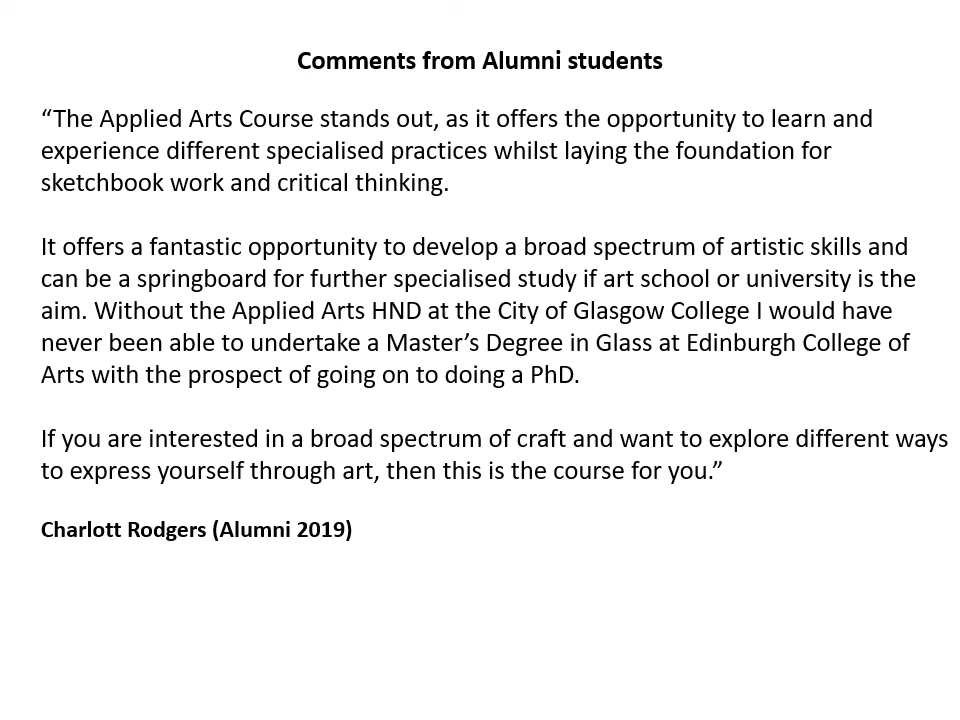 Comments from Alumni students
“The Applied Arts Course stands out, as it offers the opportunity to learn and
experience different specialised practices whilst laying the foundation for
sketchbook work and critical thinking.
It offers a fantastic opportunity to develop a broad spectrum of artistic skills and
can be a springboard for further specialised study if art school or university is the
aim. Without the Applied Arts HND at the City of Glasgow College I would have
never been able to undertake a Master’s Degree in Glass at Edinburgh College of
Arts with the prospect of going on to doing a PhD.
If you are interested in a broad spectrum of craft and want to explore different ways
to express yourself through art, then this is the course for you.”
Charlott Rodgers (Alumni 2019)